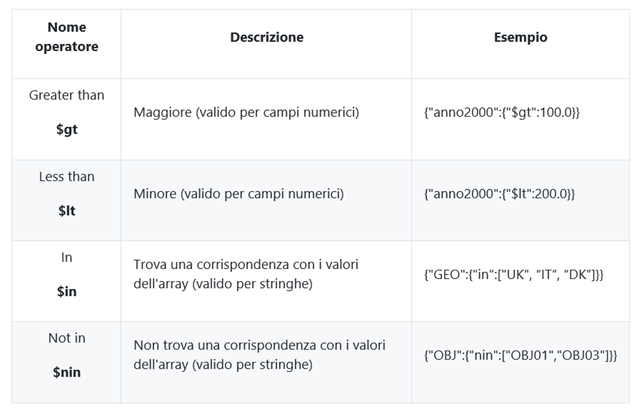 Nome
operatore
Descrizione
Esempio
Greater than
$gt
Maggiore (valido per campi numerici)
{"anno2000":{"$gt":100.0}}
Less than
$lt
Minore (valido per campi numerici)
{"anno2000":{"$lt":200.0}}
In
$in
Trova una corrispondenza con i valori
dell'array (valido per stringhe)
{"GEO":{"in":["UK", “IT”, “DK”]}}
Not in
$nin
Non trova una corrispondenza con i valori
dell'array (valido per stringhe)
{"OBJ":{"nin":["OBJ01","OBJ03"]}}